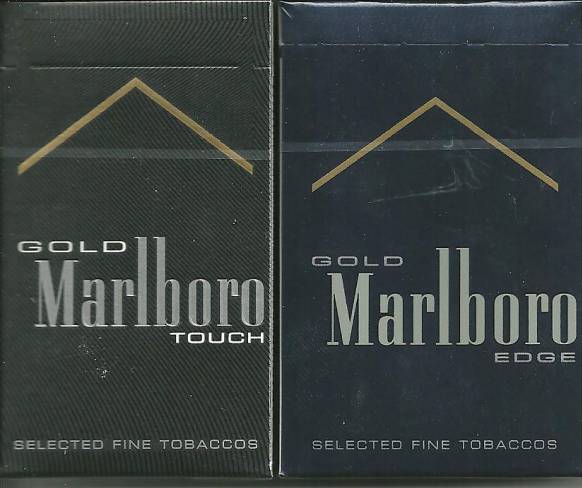 GOLD
Marlboro
TOUCH
SELECTED FINE TOBACCOS
GOLD
Marlboro
EDGE
SELECTED FINE TOBACCOS